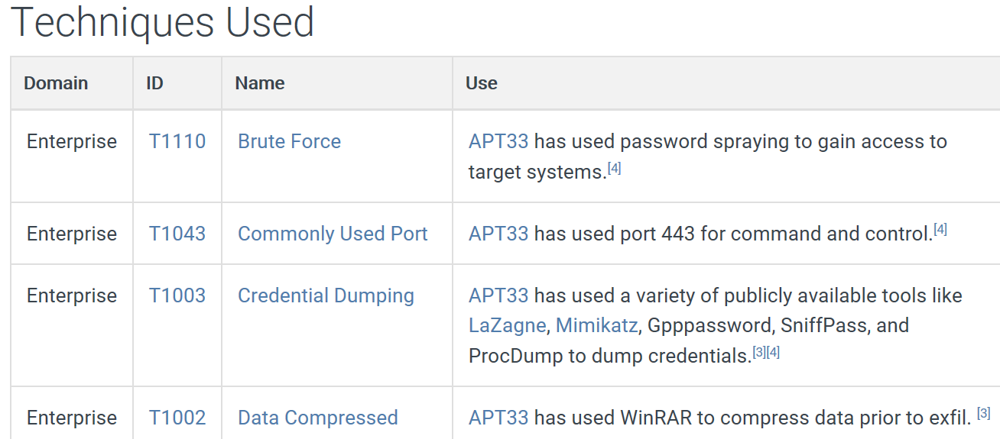 Techniques Used
Domain ID Name Use
Enterprise T1110 Brute Force APT33 has used password spraying to gain access to
target systems.[4]
Enterprise T1043 Commonly Used Port APT33 has used port 443 for command and control.[4]
Enterprise T1003 Credential Dumping APT33 has used a variety of publicly available tools like
LaZagne, Mimikatz, Gpppassword, SniffPass, and
ProcDump to dump credentials.[3][4]
Enterprise T1002 Data Compressed APT33 has used WinRAR to compress data prior to exfil. [3]